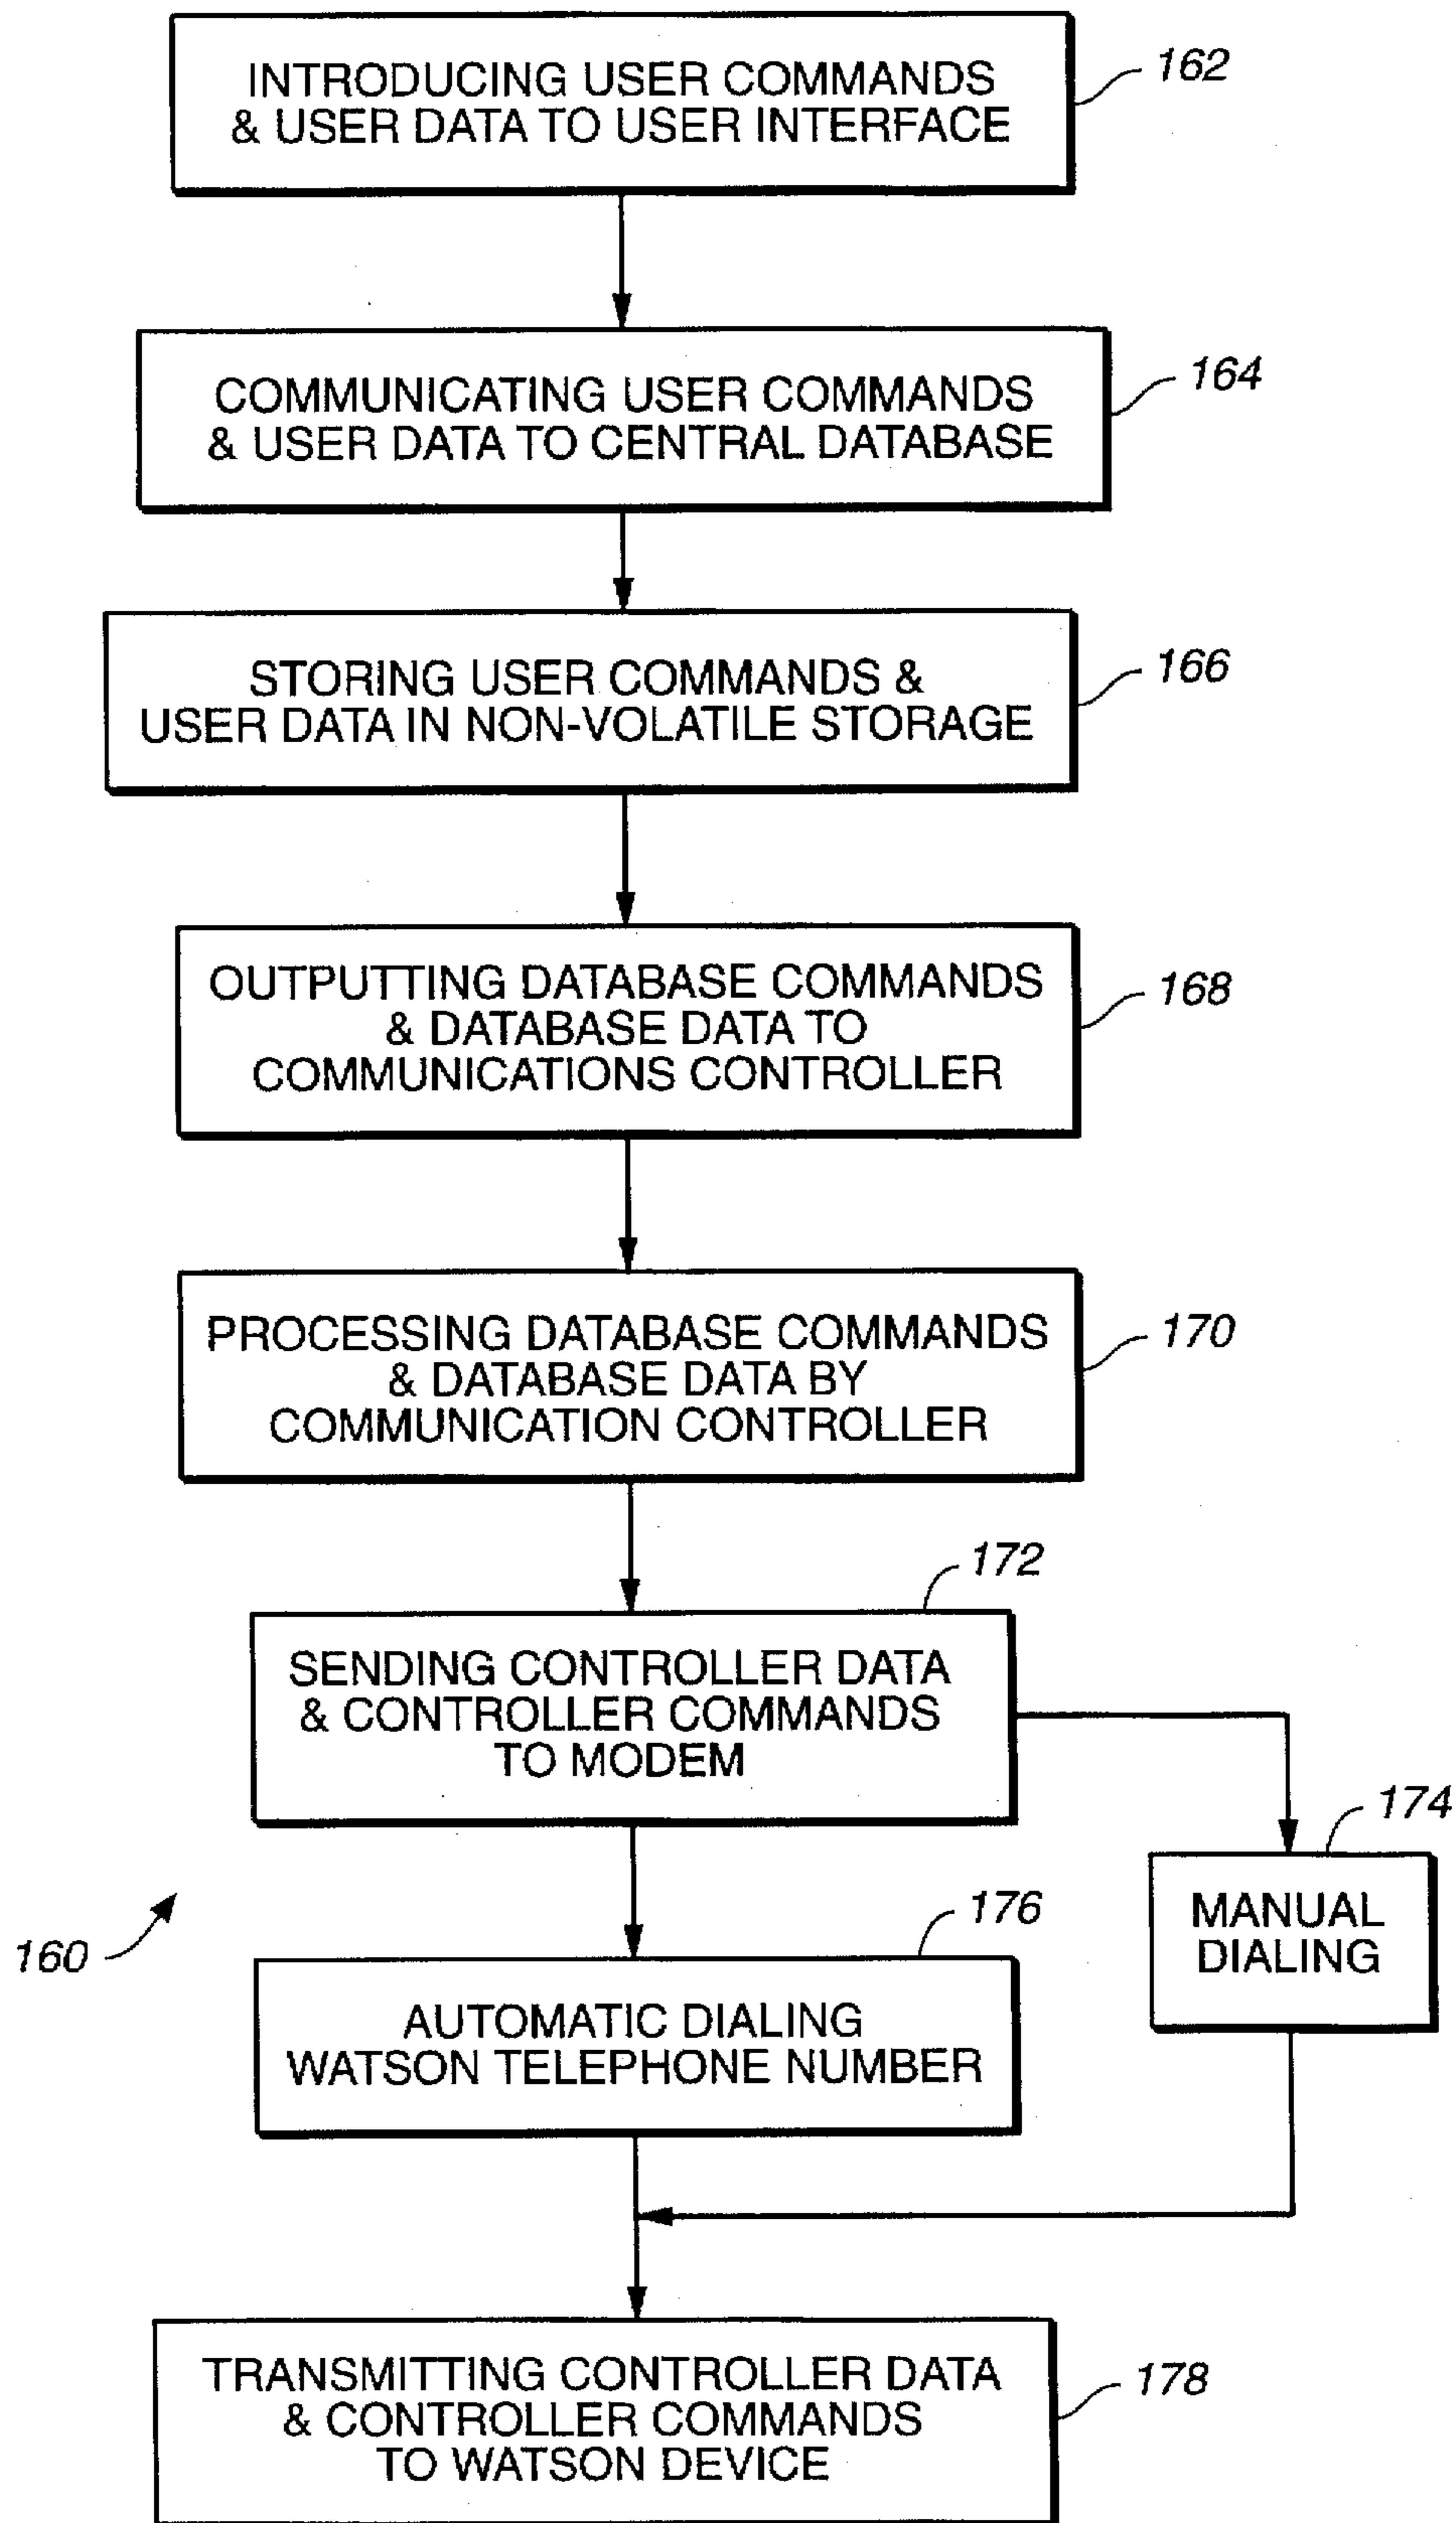 INTRODUCING USER COMMANDS
& USER DATA TO USER INTERFACE
162
COMMUNICATING USER COMMANDS
& USER DATA TO CENTRAL DATABASE
164
STORING USER COMMANDS &
USER DATA IN NON-VOLATILE STORAGE
166
OUTPUTTING DATABASE COMMANDS
& DATABASE DATA TO
COMMUNICATIONS CONTROLLER
168
PROCESSING DATABASE COMMANDS
& DATABASE DATA BY
COMMUNICATION CONTROLLER
170
172
SENDING CONTROLLER DATA
& CONTROLLER COMMANDS
TO MODEM
174
MANUAL
DIALING
176
160
AUTOMATIC DIALING
WATSON TELEPHONE NUMBER
TRANSMITTING CONTROLLER DATA
& CONTROLLER COMMANDS
TO WATSON DEVICE
178